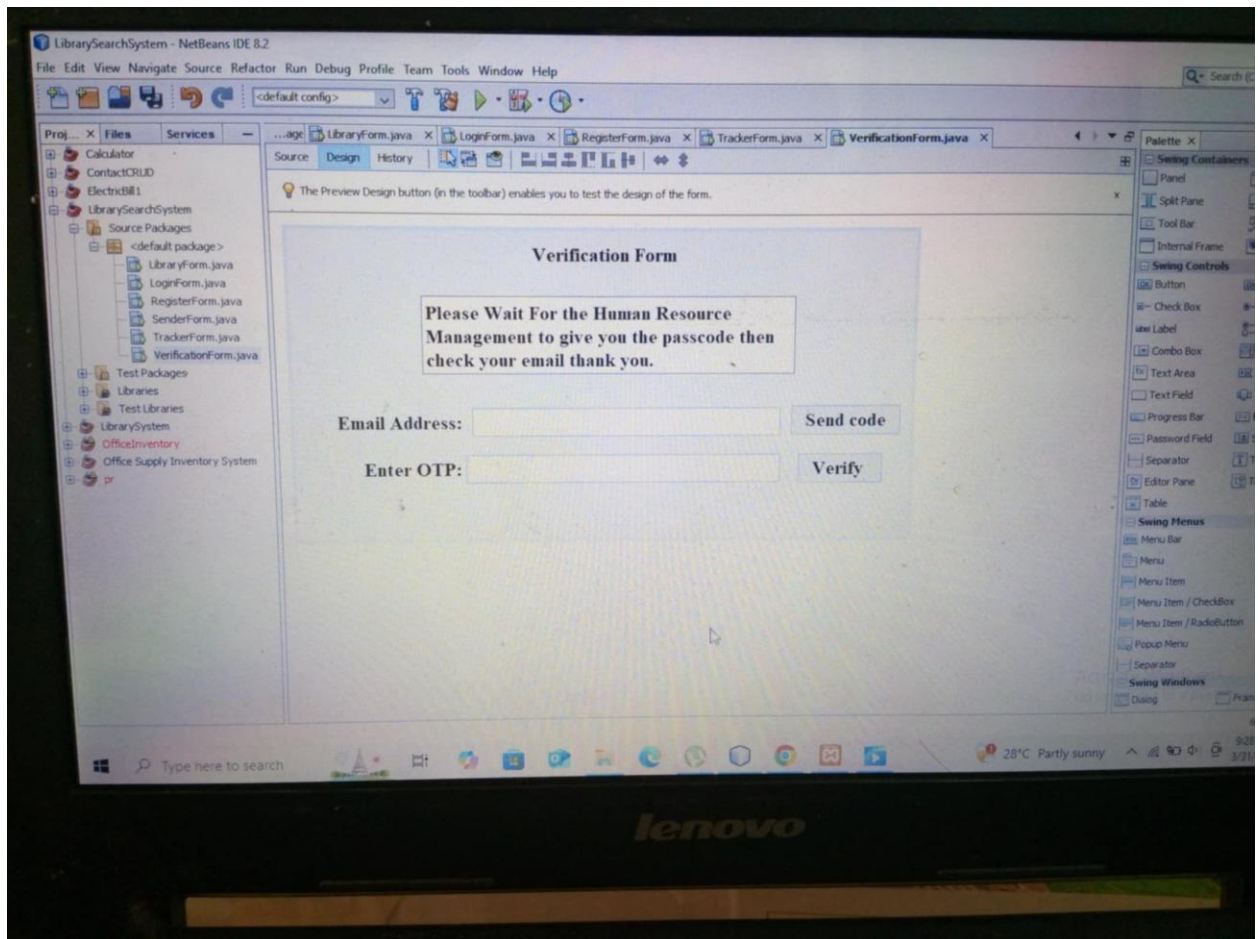 LibrarySearchSystem - NetBeans IDE 8.2
File Edit View Navigate Source Refactor Run Debug Profile Team Tools Window Help
Search
<default config>
Proj... X Files Services
...age LibraryForm.java X LoginForm.java X RegisterForm.java X TrackerForm.java X VerificationForm.java X
Source Design History
The Preview Design button (in the toolbar) enables you to test the design of the form. x
Calculator
ContactCRUD
ElectricBill1
LibrarySearchSystem
Source Packages
<default package>
LibraryForm.java
LoginForm.java
RegisterForm.java
SenderForm.java
TrackerForm.java
VerificationForm.java
Test Packages
Libraries
Test Libraries
LibrarySystem
OfficeInventory
Office Supply Inventory System
pr
Verification Form
Please Wait For the Human Resource
Management to give you the passcode then
check your email thank you.
Email Address: Send code
Enter OTP: Verify
Palette X
Swing Containers
Panel
Split Pane
Tool Bar
Internal Frame
Swing Controls
Button
Check Box
label Label
Combo Box
Text Area
Text Field
Progress Bar
Password Field
Separator
Editor Pane
Table
Swing Menus
Menu Bar
Menu
Menu Item
Menu Item / CheckBox
Menu Item / RadioButton
Popup Menu
Separator
Swing Windows
Dialog
Type here to search
28°C Partly sunny
9:28
lenovo